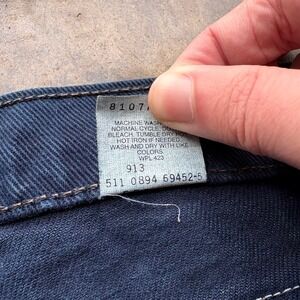 8107
MACHINE WASH
NORMAL CYCLE,
BLEACH, TUMBLE DRY
HOT IRON IF NEEDED.
WASH AND DRY WITH LIKE
COLORS.
WPL 423
913
511 0894 69452-5